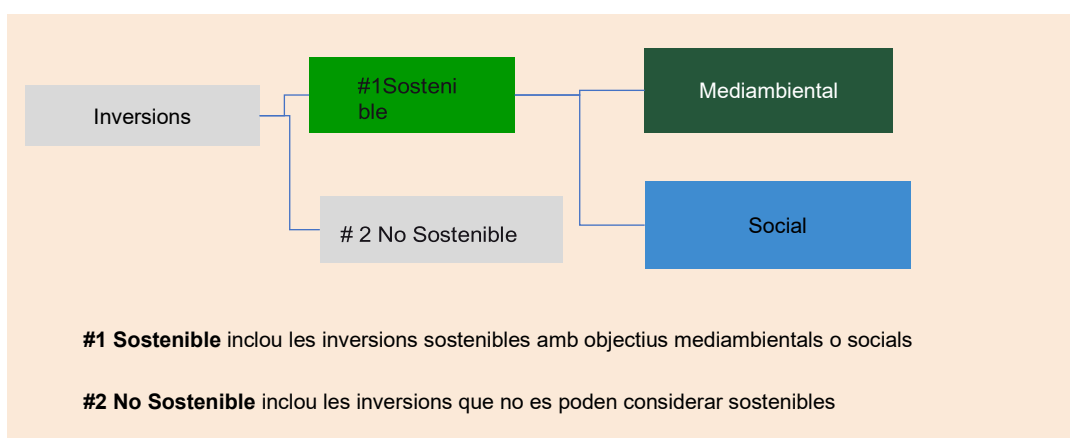 Inversions
#1Sosteni
ble
Mediambiental
# 2 No Sostenible
Social
#1 Sostenible inclou les inversions sostenibles amb objectius mediambientals o socials
#2 No Sostenible inclou les inversions que no es poden considerar sostenibles